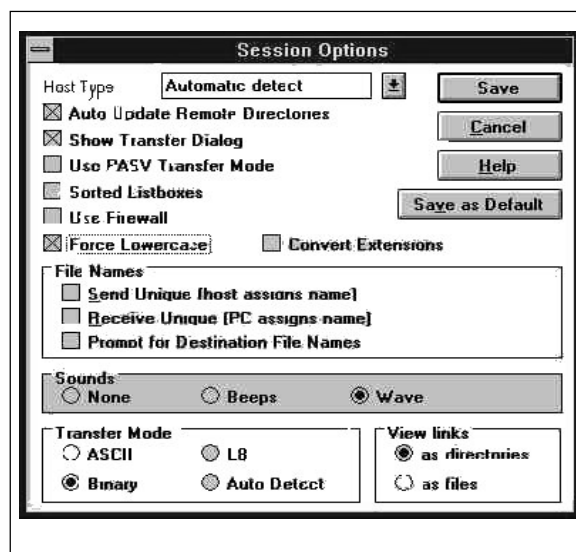 Session Options
Host Type Automatic detect
Save
Auto Update Remote Directories
Show Transfer Dialog
Cancel
Use PASV Transfer Mode
Help
Sorted Listboxes
Save as Default
Use Firewall
Force Lowercase Convert Extensions
File Names
Send Unique (host assigns name)
Receive Unique (PC assigns name)
Prompt for Destination File Names
Sounds
None Beeps Wave
Transfer Mode
ASCII L8
Binary Auto Detect
View links
as directories
as files